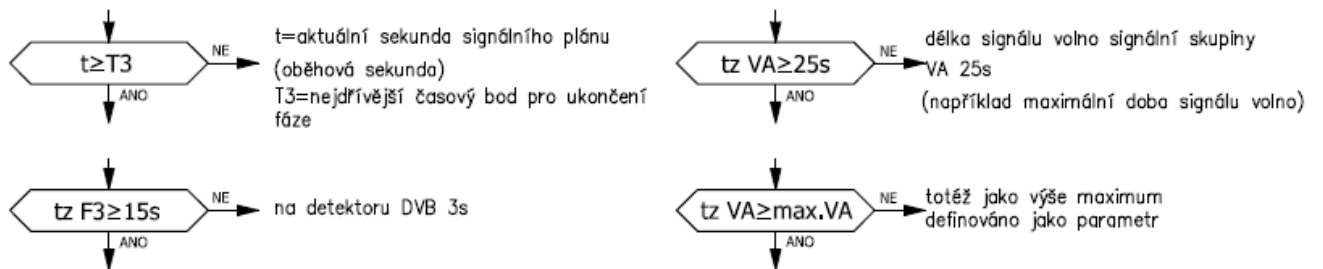 t≥T3
NE
ANO
t=aktuální sekunda signálního plánu
(oběhová sekunda)
T3=nejdřívější časový bod pro ukončení
fáze
tz VA≥25s
NE
ANO
délka signálu volno signální skupiny
VA 25s
(například maximální doba signálu volno)
tz F3≥15s
NE
ANO
na detektoru DVB 3s
tz VA≥max.VA
NE
ANO
totéž jako výše maximum
definováno jako parametr